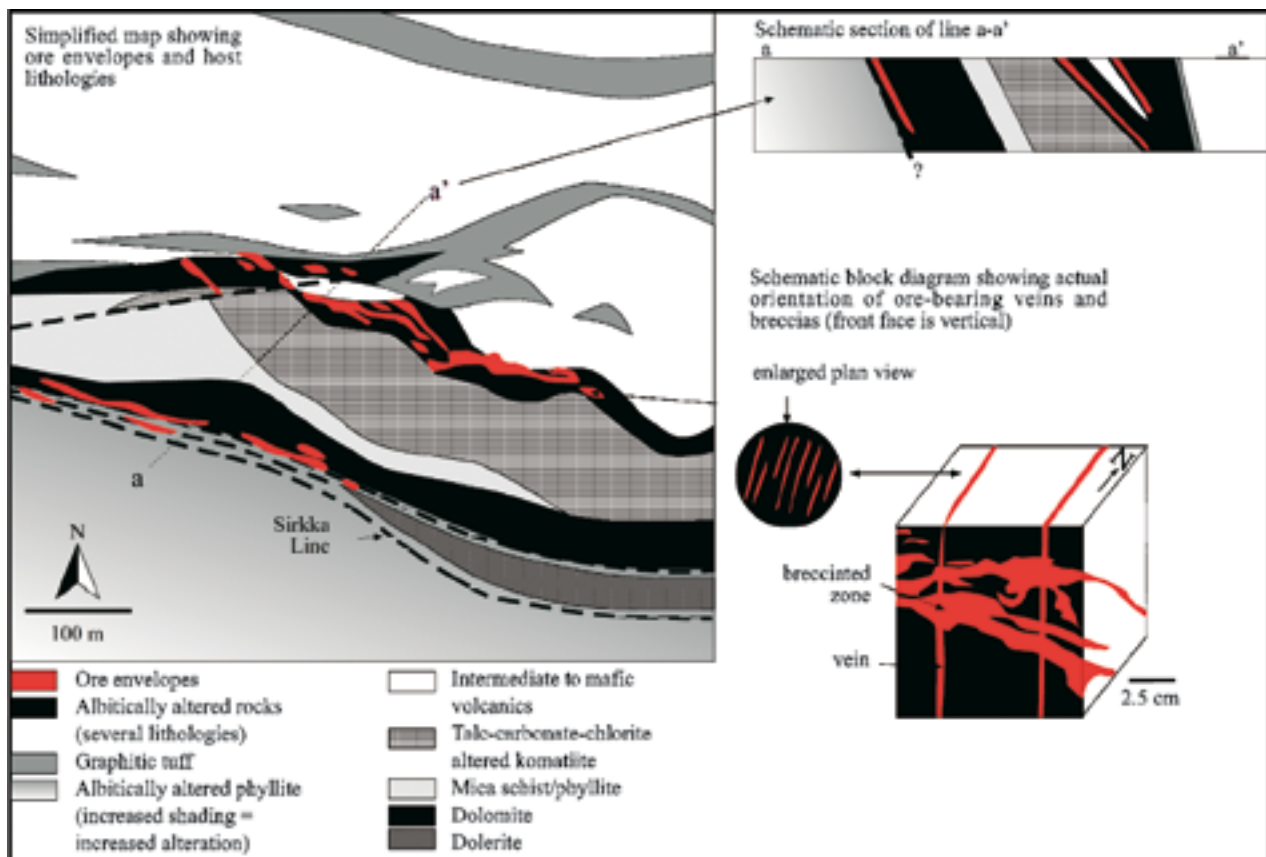 Simplified map showing
ore envelopes and host
lithologies
a'
a
Sirkka
Line
N
100 m
Schematic section of line a-a'
a
a'
?
Schematic block diagram showing actual
orientation of ore-bearing veins and
breccias (front face is vertical)
enlarged plan view
N
brecciated
zone
vein
2.5 cm
Ore envelopes
Albitically altered rocks
(several lithologies)
Graphitic tuff
Albitically altered phyllite
(increased shading =
increased alteration)
Intermediate to mafic
volcanics
Talc-carbonate-chlorite
altered komatiite
Mica schist/phyllite
Dolomite
Dolerite